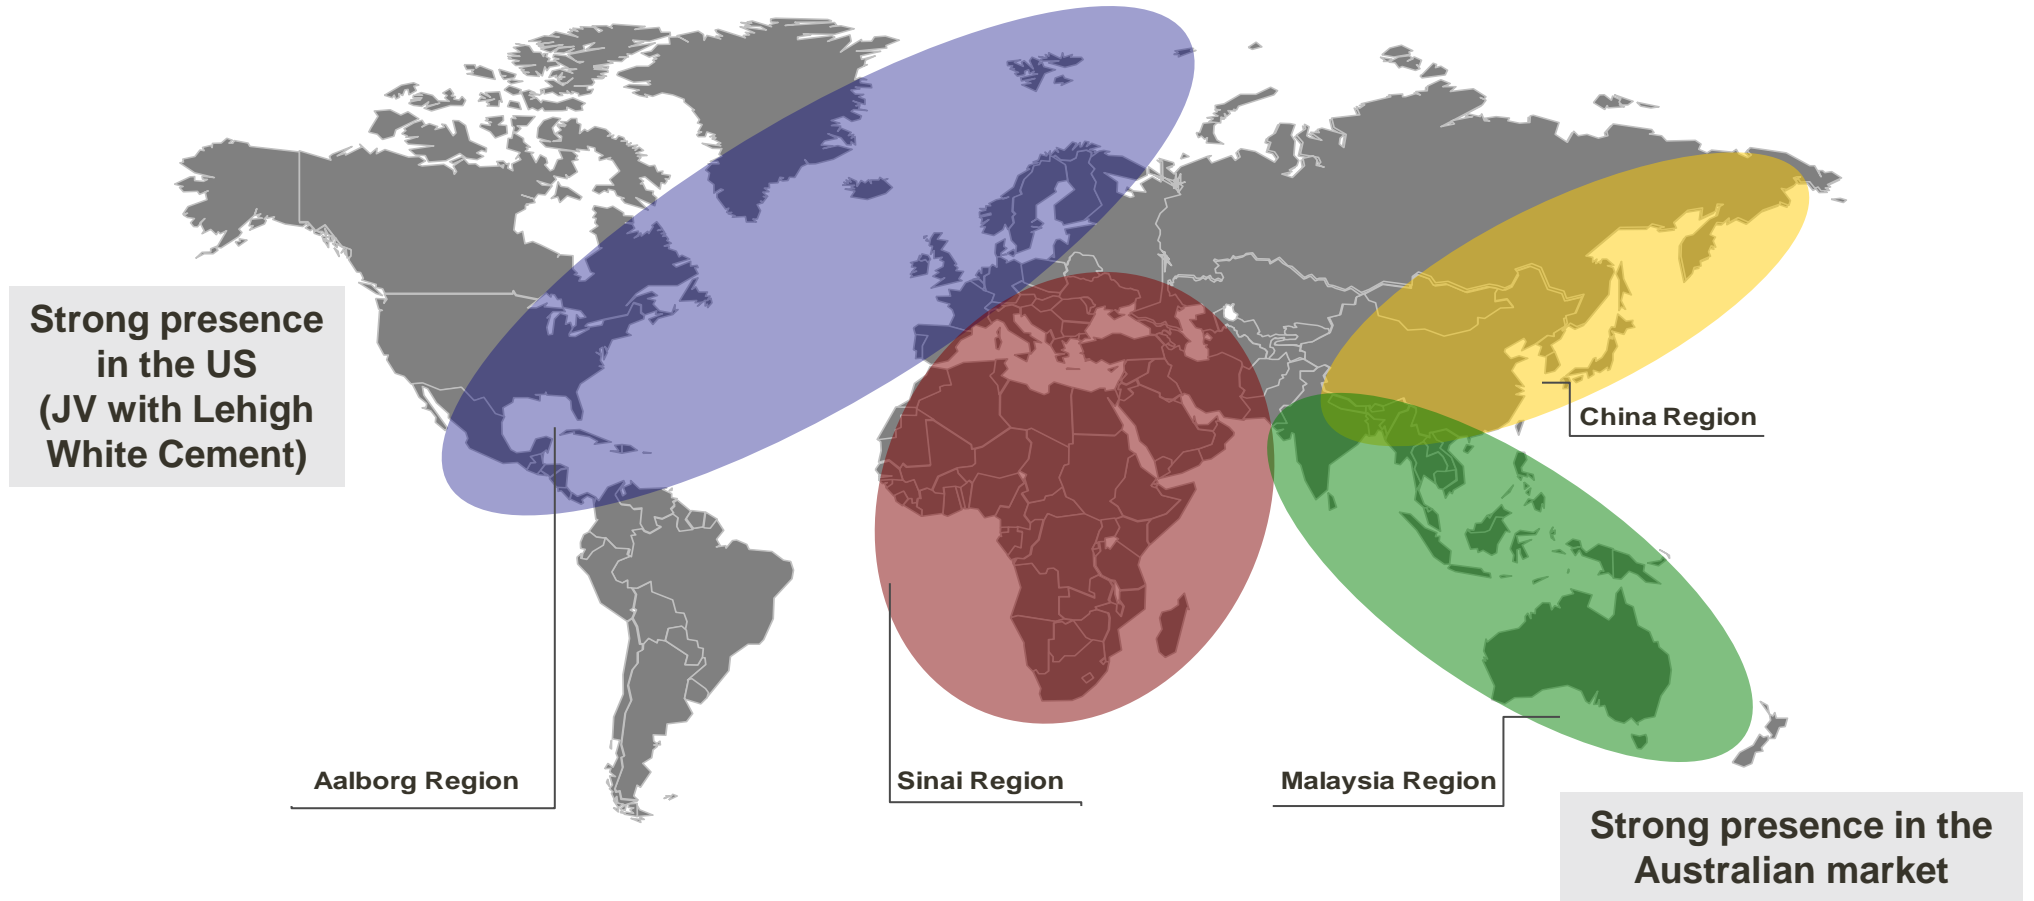 Strong presence
in the US
(JV with Lehigh
White Cement)
China Region
Aalborg Region
Sinai Region
Malaysia Region
Strong presence in the
Australian market